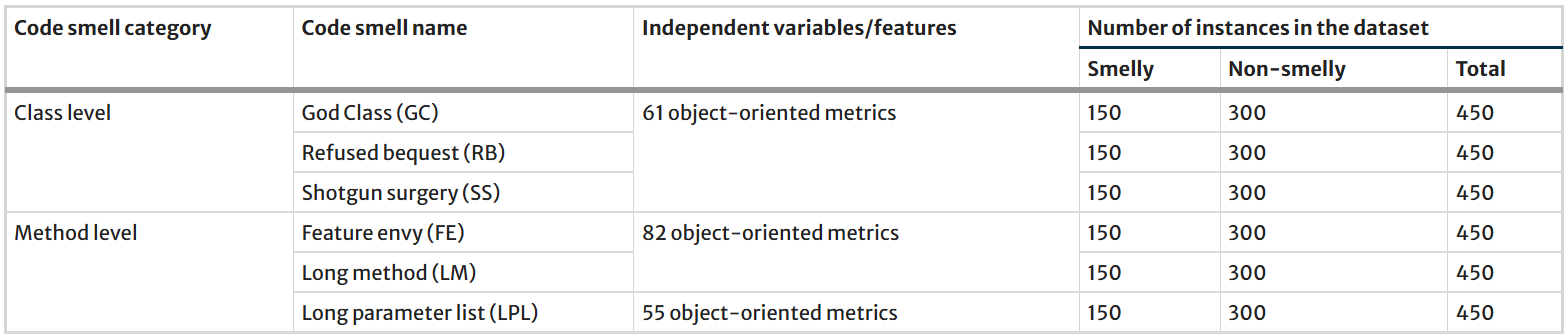 Code smell category Code smell name Independent variables/features Number of instances in the dataset
Smelly Non-smelly Total
Class level God Class (GC) 61 object-oriented metrics 150 300 450
Refused bequest (RB) 150 300 450
Shotgun surgery (SS) 150 300 450
Method level Feature envy (FE) 82 object-oriented metrics 150 300 450
Long method (LM) 150 300 450
Long parameter list (LPL) 55 object-oriented metrics 150 300 450